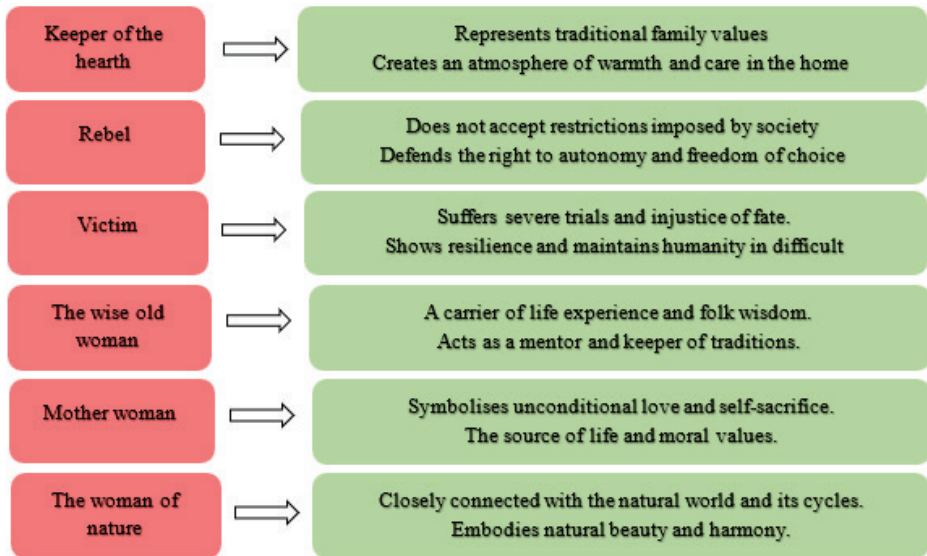 Keeper of the
hearth
Represents traditional family values
Creates an atmosphere of warmth and care in the home
Rebel
Does not accept restrictions imposed by society
Defends the right to autonomy and freedom of choice
Victim
Suffers severe trials and injustice of fate.
Shows resilience and maintains humanity in difficult
The wise old
woman
A carrier of life experience and folk wisdom.
Acts as a mentor and keeper of traditions.
Mother woman
Symbolises unconditional love and self-sacrifice.
The source of life and moral values.
The woman of
nature
Closely connected with the natural world and its cycles.
Embodies natural beauty and harmony.